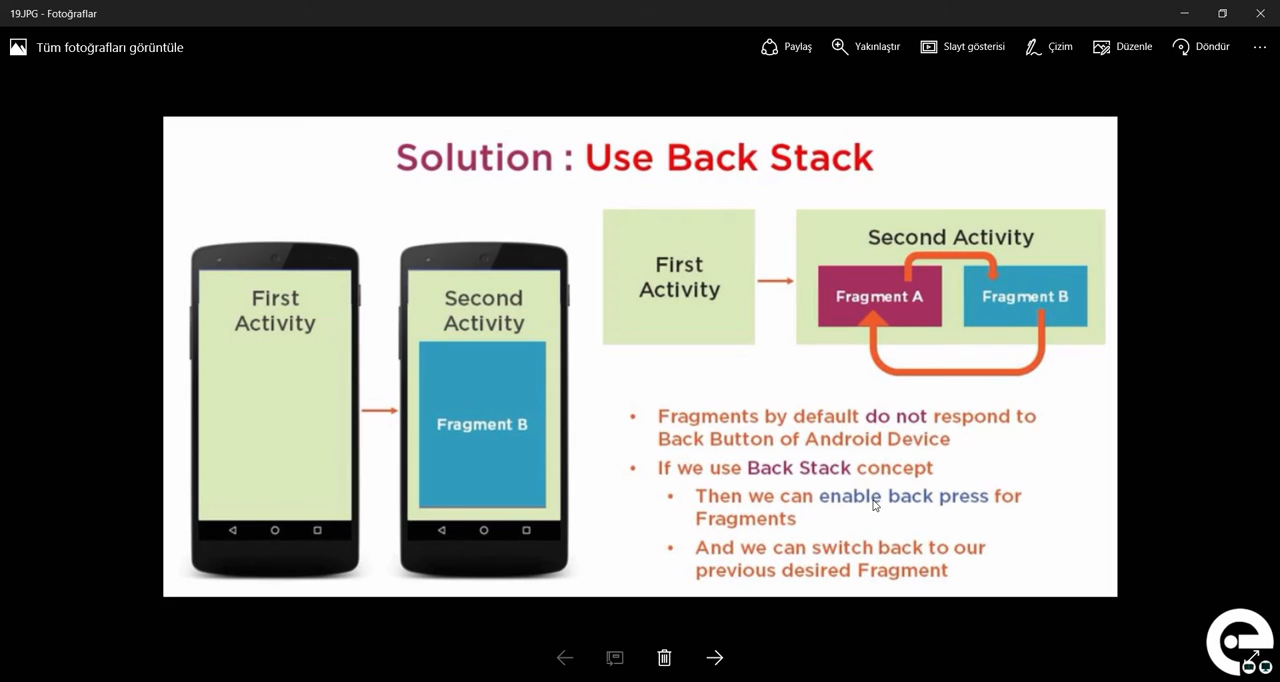 19.JPG - Fotoğraflar
Tüm fotoğrafları görüntüle
Paylaş
Yakınlaştır
Slayt gösterisi
Çizim
Düzenle
Döndür
Solution : Use Back Stack
First
Activity
Second
Activity
Fragment B
First
Activity
Second Activity
Fragment A
Fragment B
• Fragments by default do not respond to
Back Button of Android Device
• If we use Back Stack concept
• Then we can enable back press for
Fragments
• And we can switch back to our
previous desired Fragment